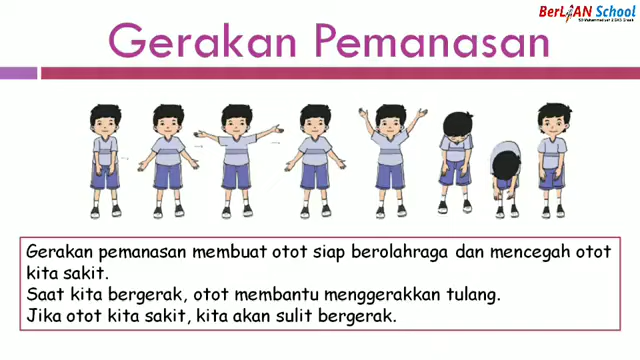 BerLIAN School
Gerakan Pemanasan
Gerakan pemanasan membuat otot siap berolahraga dan mencegah otot
kita sakit.
Saat kita bergerak, otot membantu menggerakkan tulang.
Jika otot kita sakit, kita akan sulit bergerak.